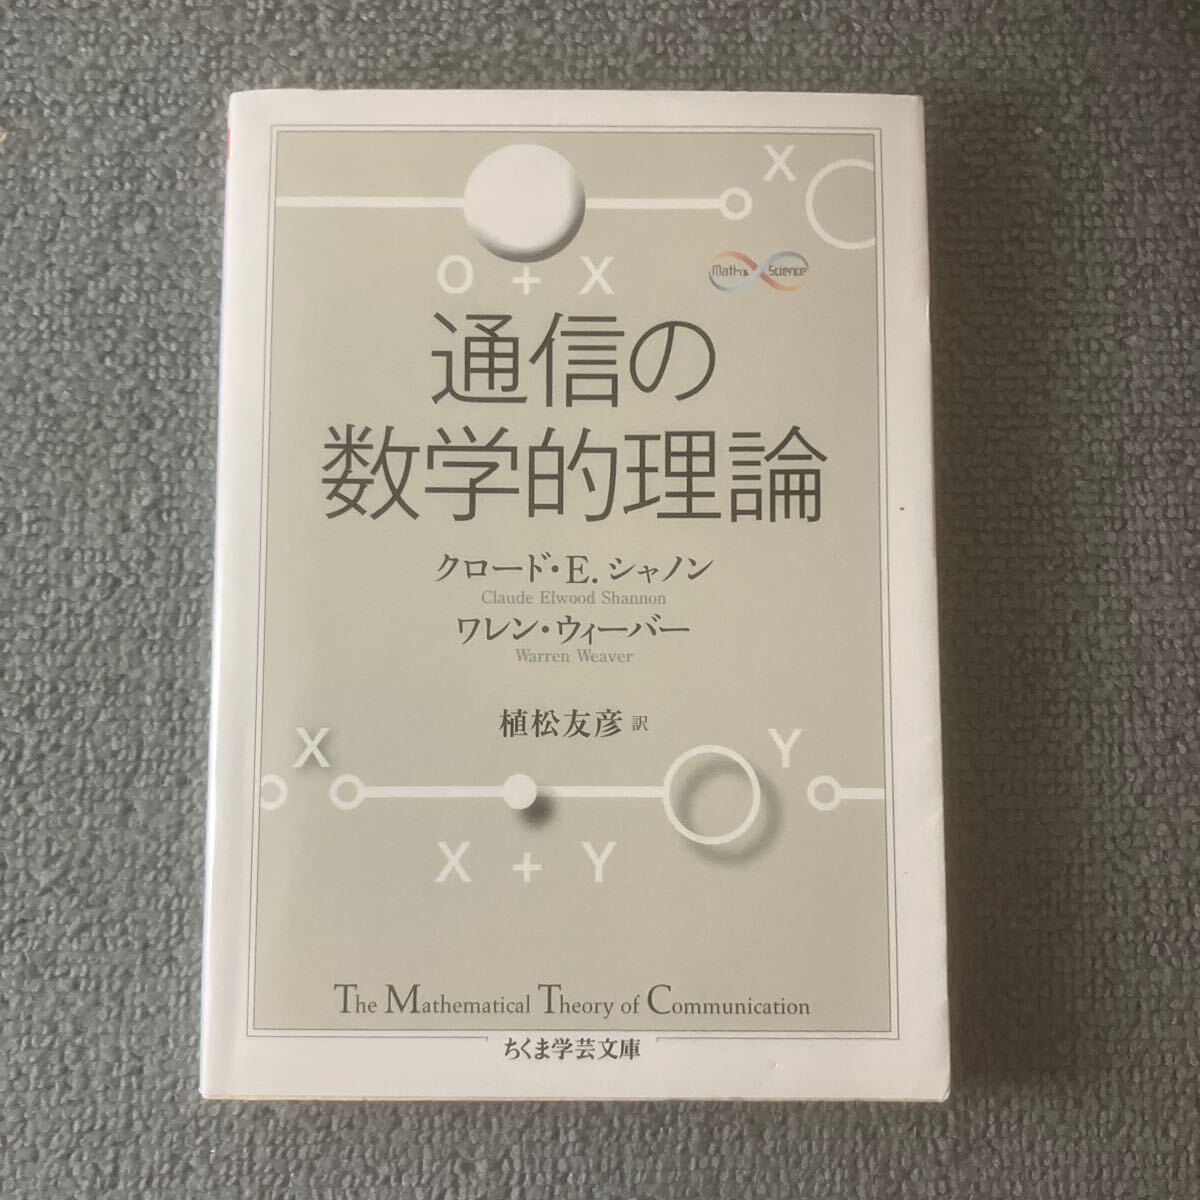 X
O + X
Math & Science
通信の
数学的理論
クロード・E.シャノン
Claude Elwood Shannon
ワレン・ウィーバー
Warren Weaver
植松友彦 訳
X
Y
X + Y
The Mathematical Theory of Communication
ちくま学芸文庫